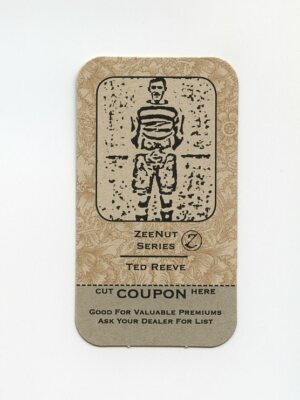 ZeeNut
Series Z
Ted Reeve
CUT COUPON HERE
Good For Valuable Premiums
Ask Your Dealer For List